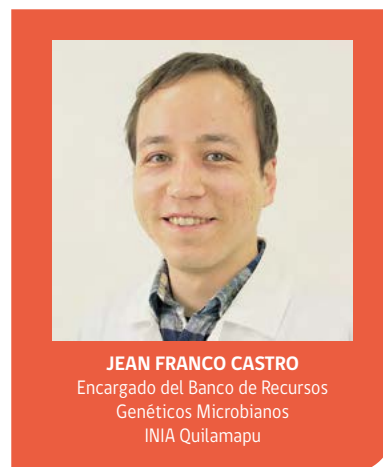 JEAN FRANCO CASTRO
Encargado del Banco de Recursos
Genéticos Microbianos
INIA Quilamapu